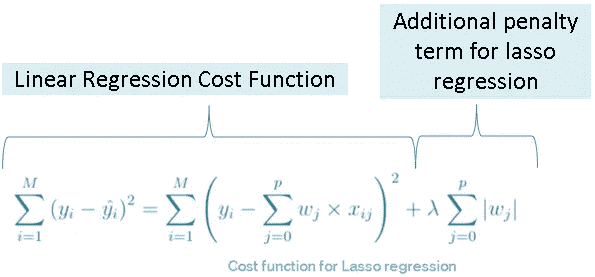 Additional penalty
term for lasso
regression
Linear Regression Cost Function
\sum_{i=1}^{M} (y_i - \hat{y}_i)^2 = \sum_{i=1}^{M} \left( y_i - \sum_{j=0}^{p} w_j \times x_{ij} \right)^2 + \lambda \sum_{j=0}^{p} |w_j|
Cost function for Lasso regression